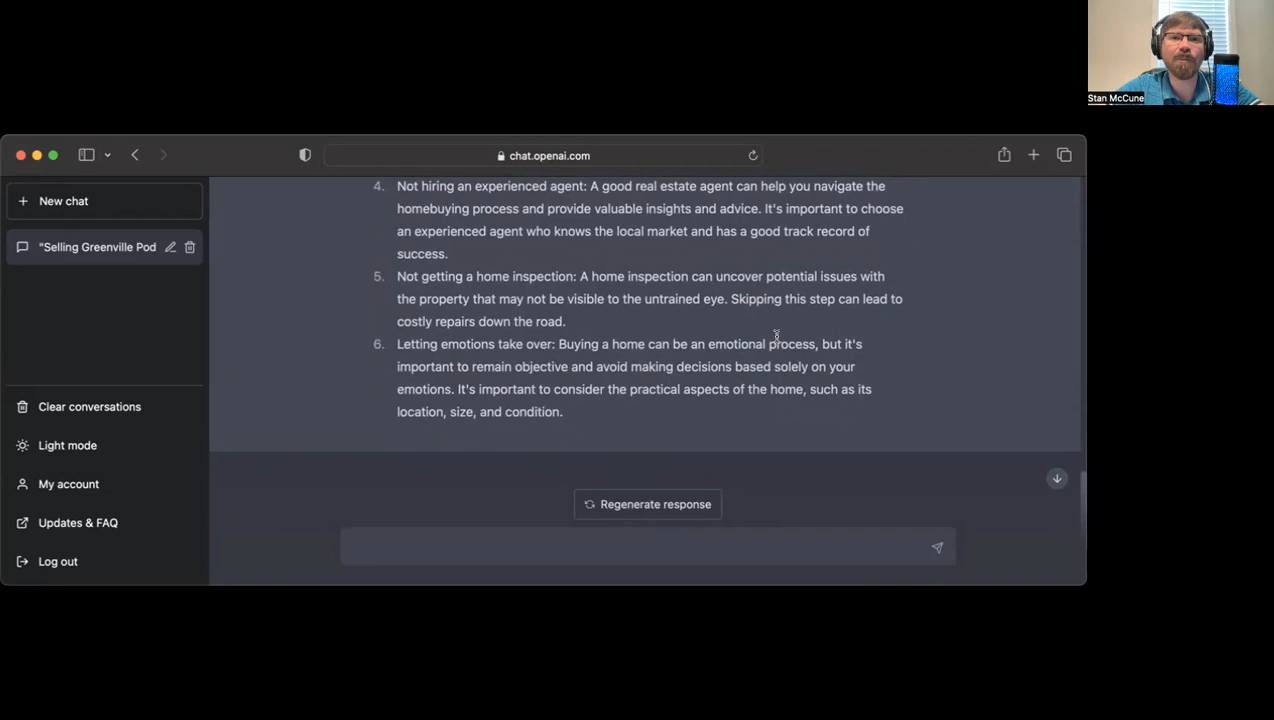 Stan McCune
chat.openai.com
New chat
"Selling Greenville Pod
Clear conversations
Light mode
My account
Updates & FAQ
Log out
4. Not hiring an experienced agent: A good real estate agent can help you navigate the
homebuying process and provide valuable insights and advice. It's important to choose
an experienced agent who knows the local market and has a good track record of
success.
5. Not getting a home inspection: A home inspection can uncover potential issues with
the property that may not be visible to the untrained eye. Skipping this step can lead to
costly repairs down the road.
6. Letting emotions take over: Buying a home can be an emotional process, but it's
important to remain objective and avoid making decisions based solely on your
emotions. It's important to consider the practical aspects of the home, such as its
location, size, and condition.
Regenerate response